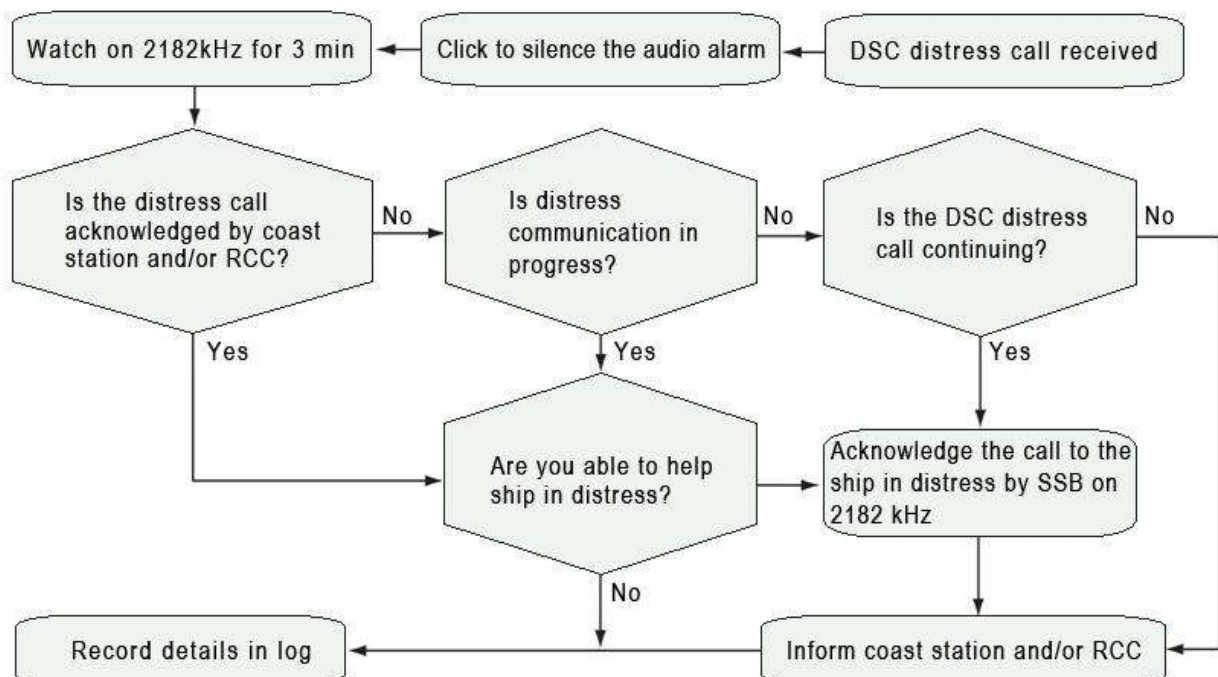 DSC distress call received
Click to silence the audio alarm
Watch on 2182kHz for 3 min
Is the distress call
acknowledged by coast
station and/or RCC?
No
Yes
Is distress
communication in
progress?
No
Yes
Is the DSC distress
call continuing?
No
Yes
Are you able to help
ship in distress?
No
Acknowledge the call to the
ship in distress by SSB on
2182 kHz
Inform coast station and/or RCC
Record details in log